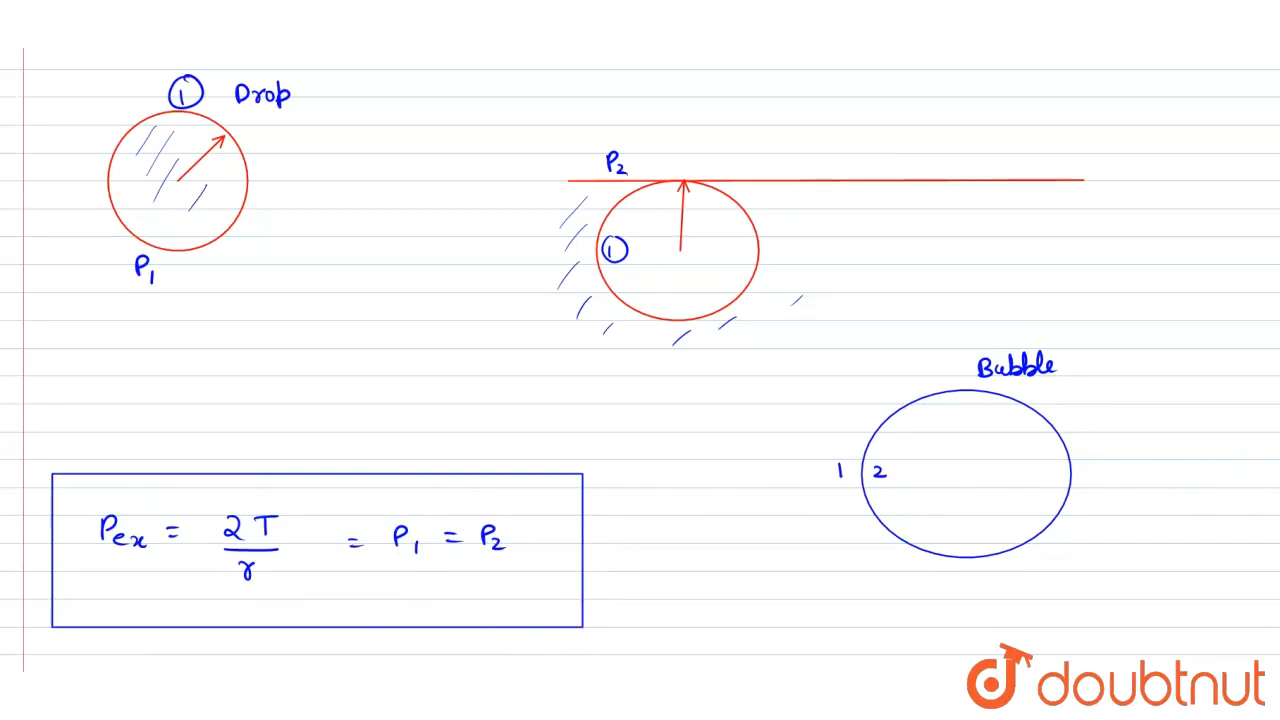 ① Drop
P₁
P₂
①
Bubble
1 2
Pex = 2T/r = P₁ = P₂
doubtnut